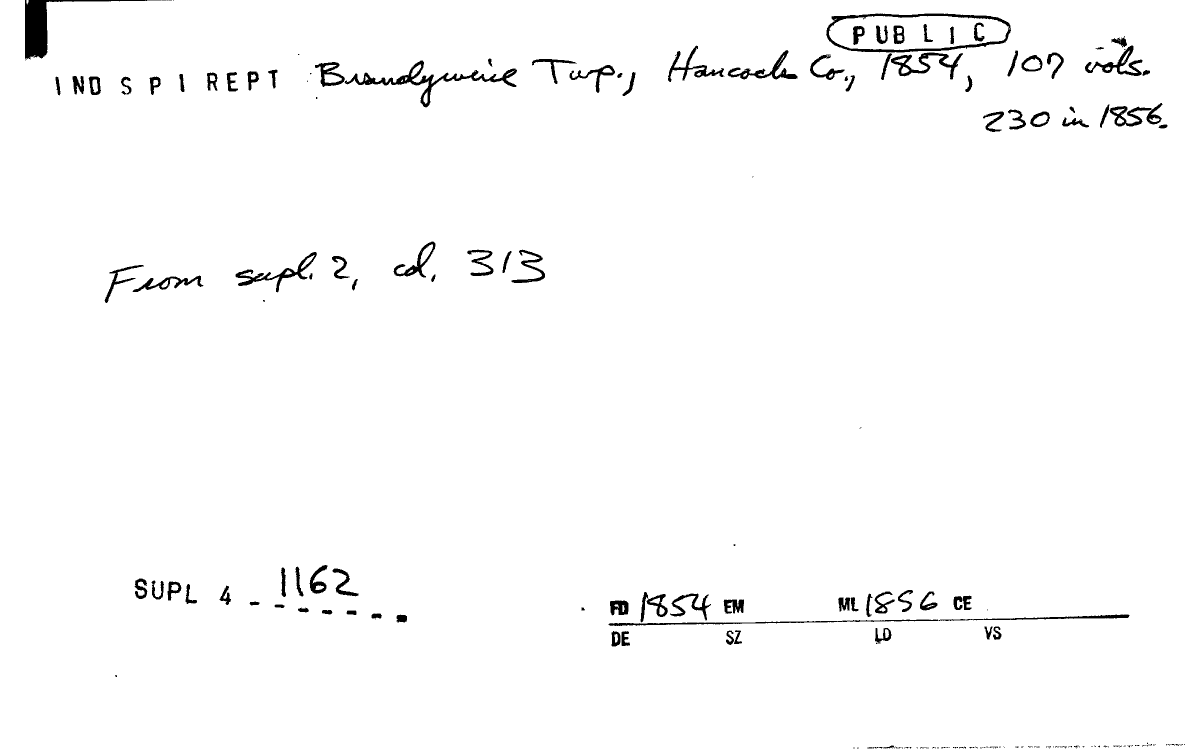 PUBLIC
IND SPI REPT Brandywine Twp., Hancock Co., 1854, 107 vols.
230 in 1856.
From supl. 2, col. 313
SUPL 4 - 1162
FD 1854 EM ML 1856 CE
DE SZ LD VS